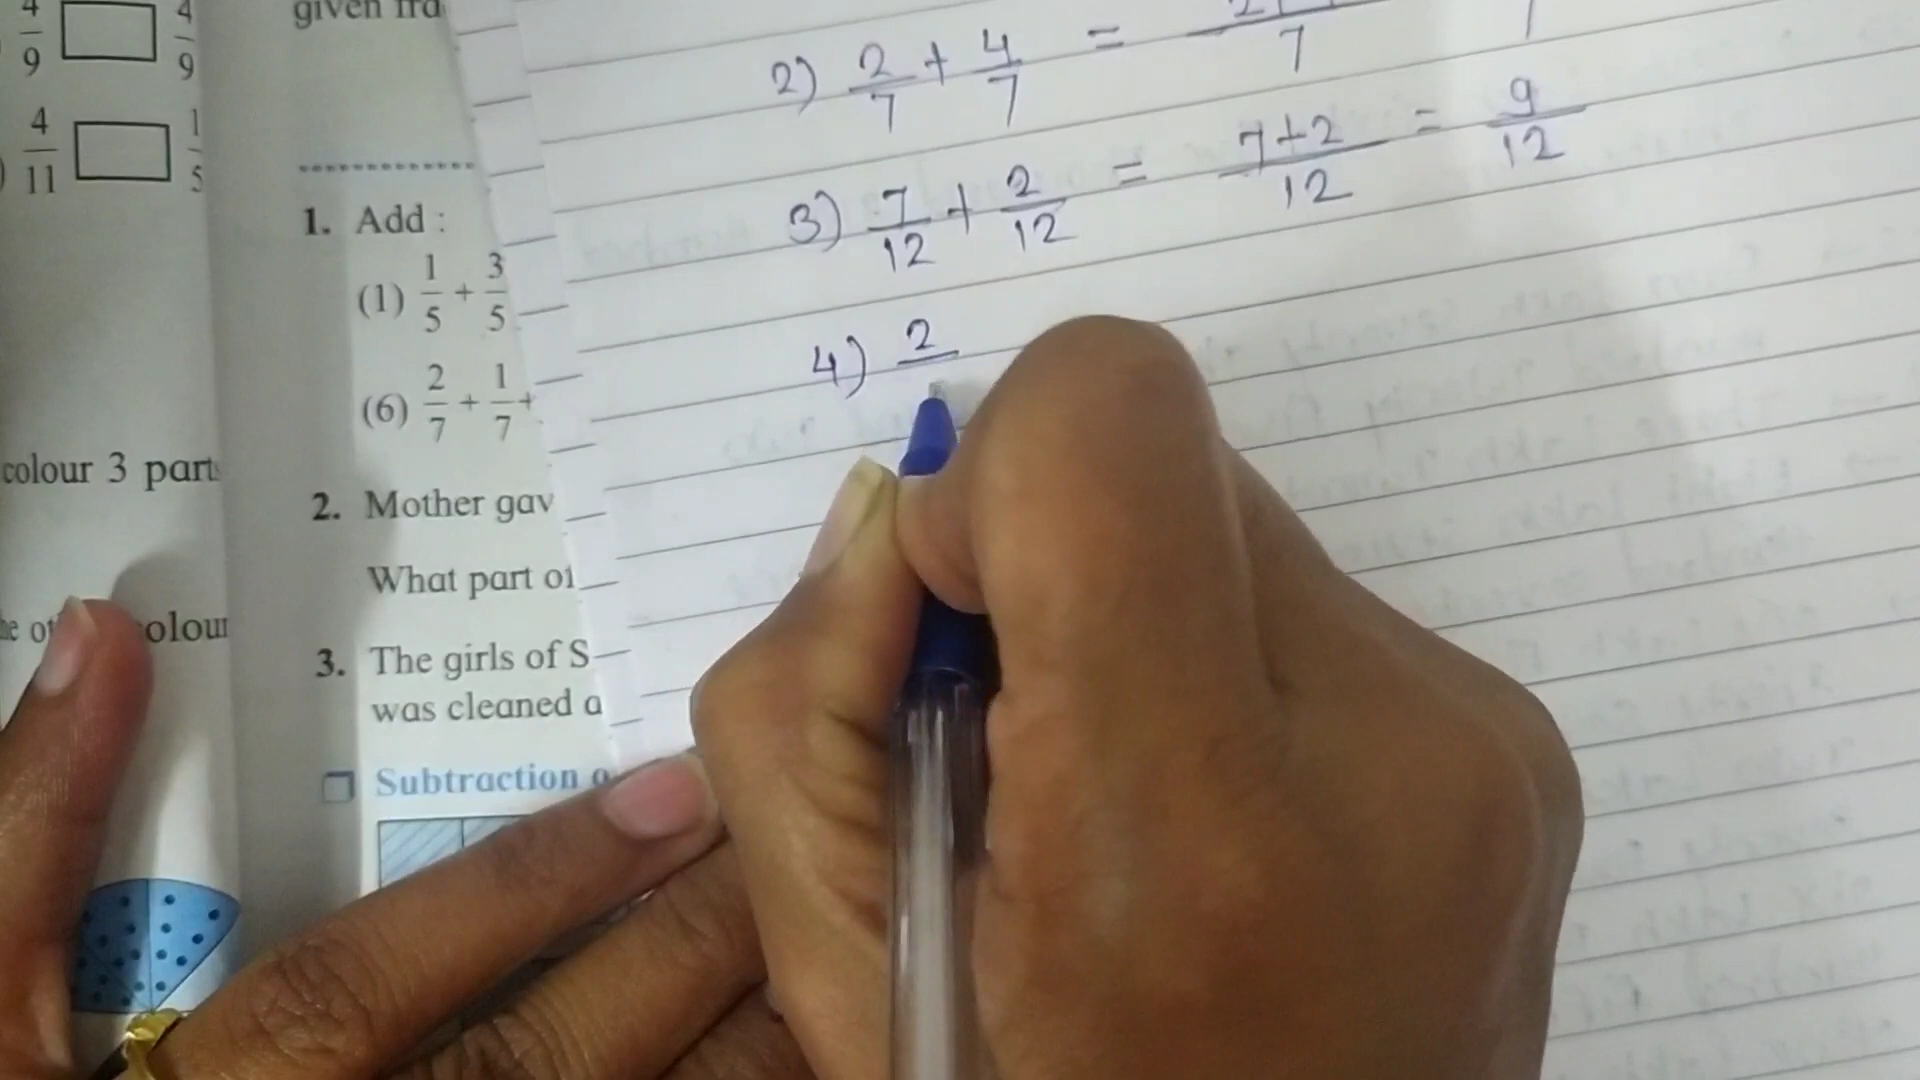 4/9 □ 4/9
4/11 □ 1/5
colour 3 parts
colour
given fra
1. Add :
(1) 1/5 + 3/5
(6) 2/7 + 1/7 +
2. Mother gav
What part of
3. The girls of S
was cleaned a
Subtraction o
2) 2/7 + 4/7 = /7
3) 7/12 + 2/12 = 7+2/12 = 9/12
4) 2/